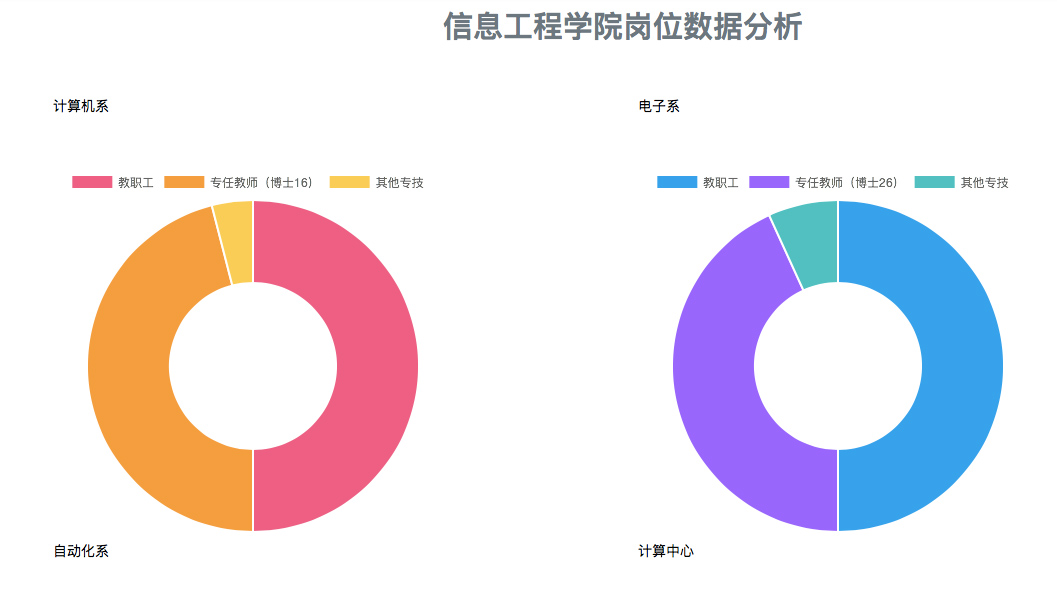 信息工程学院岗位数据分析
计算机系
电子系
教职工 专任教师（博士16） 其他专技
教职工 专任教师（博士26） 其他专技
自动化系
计算中心